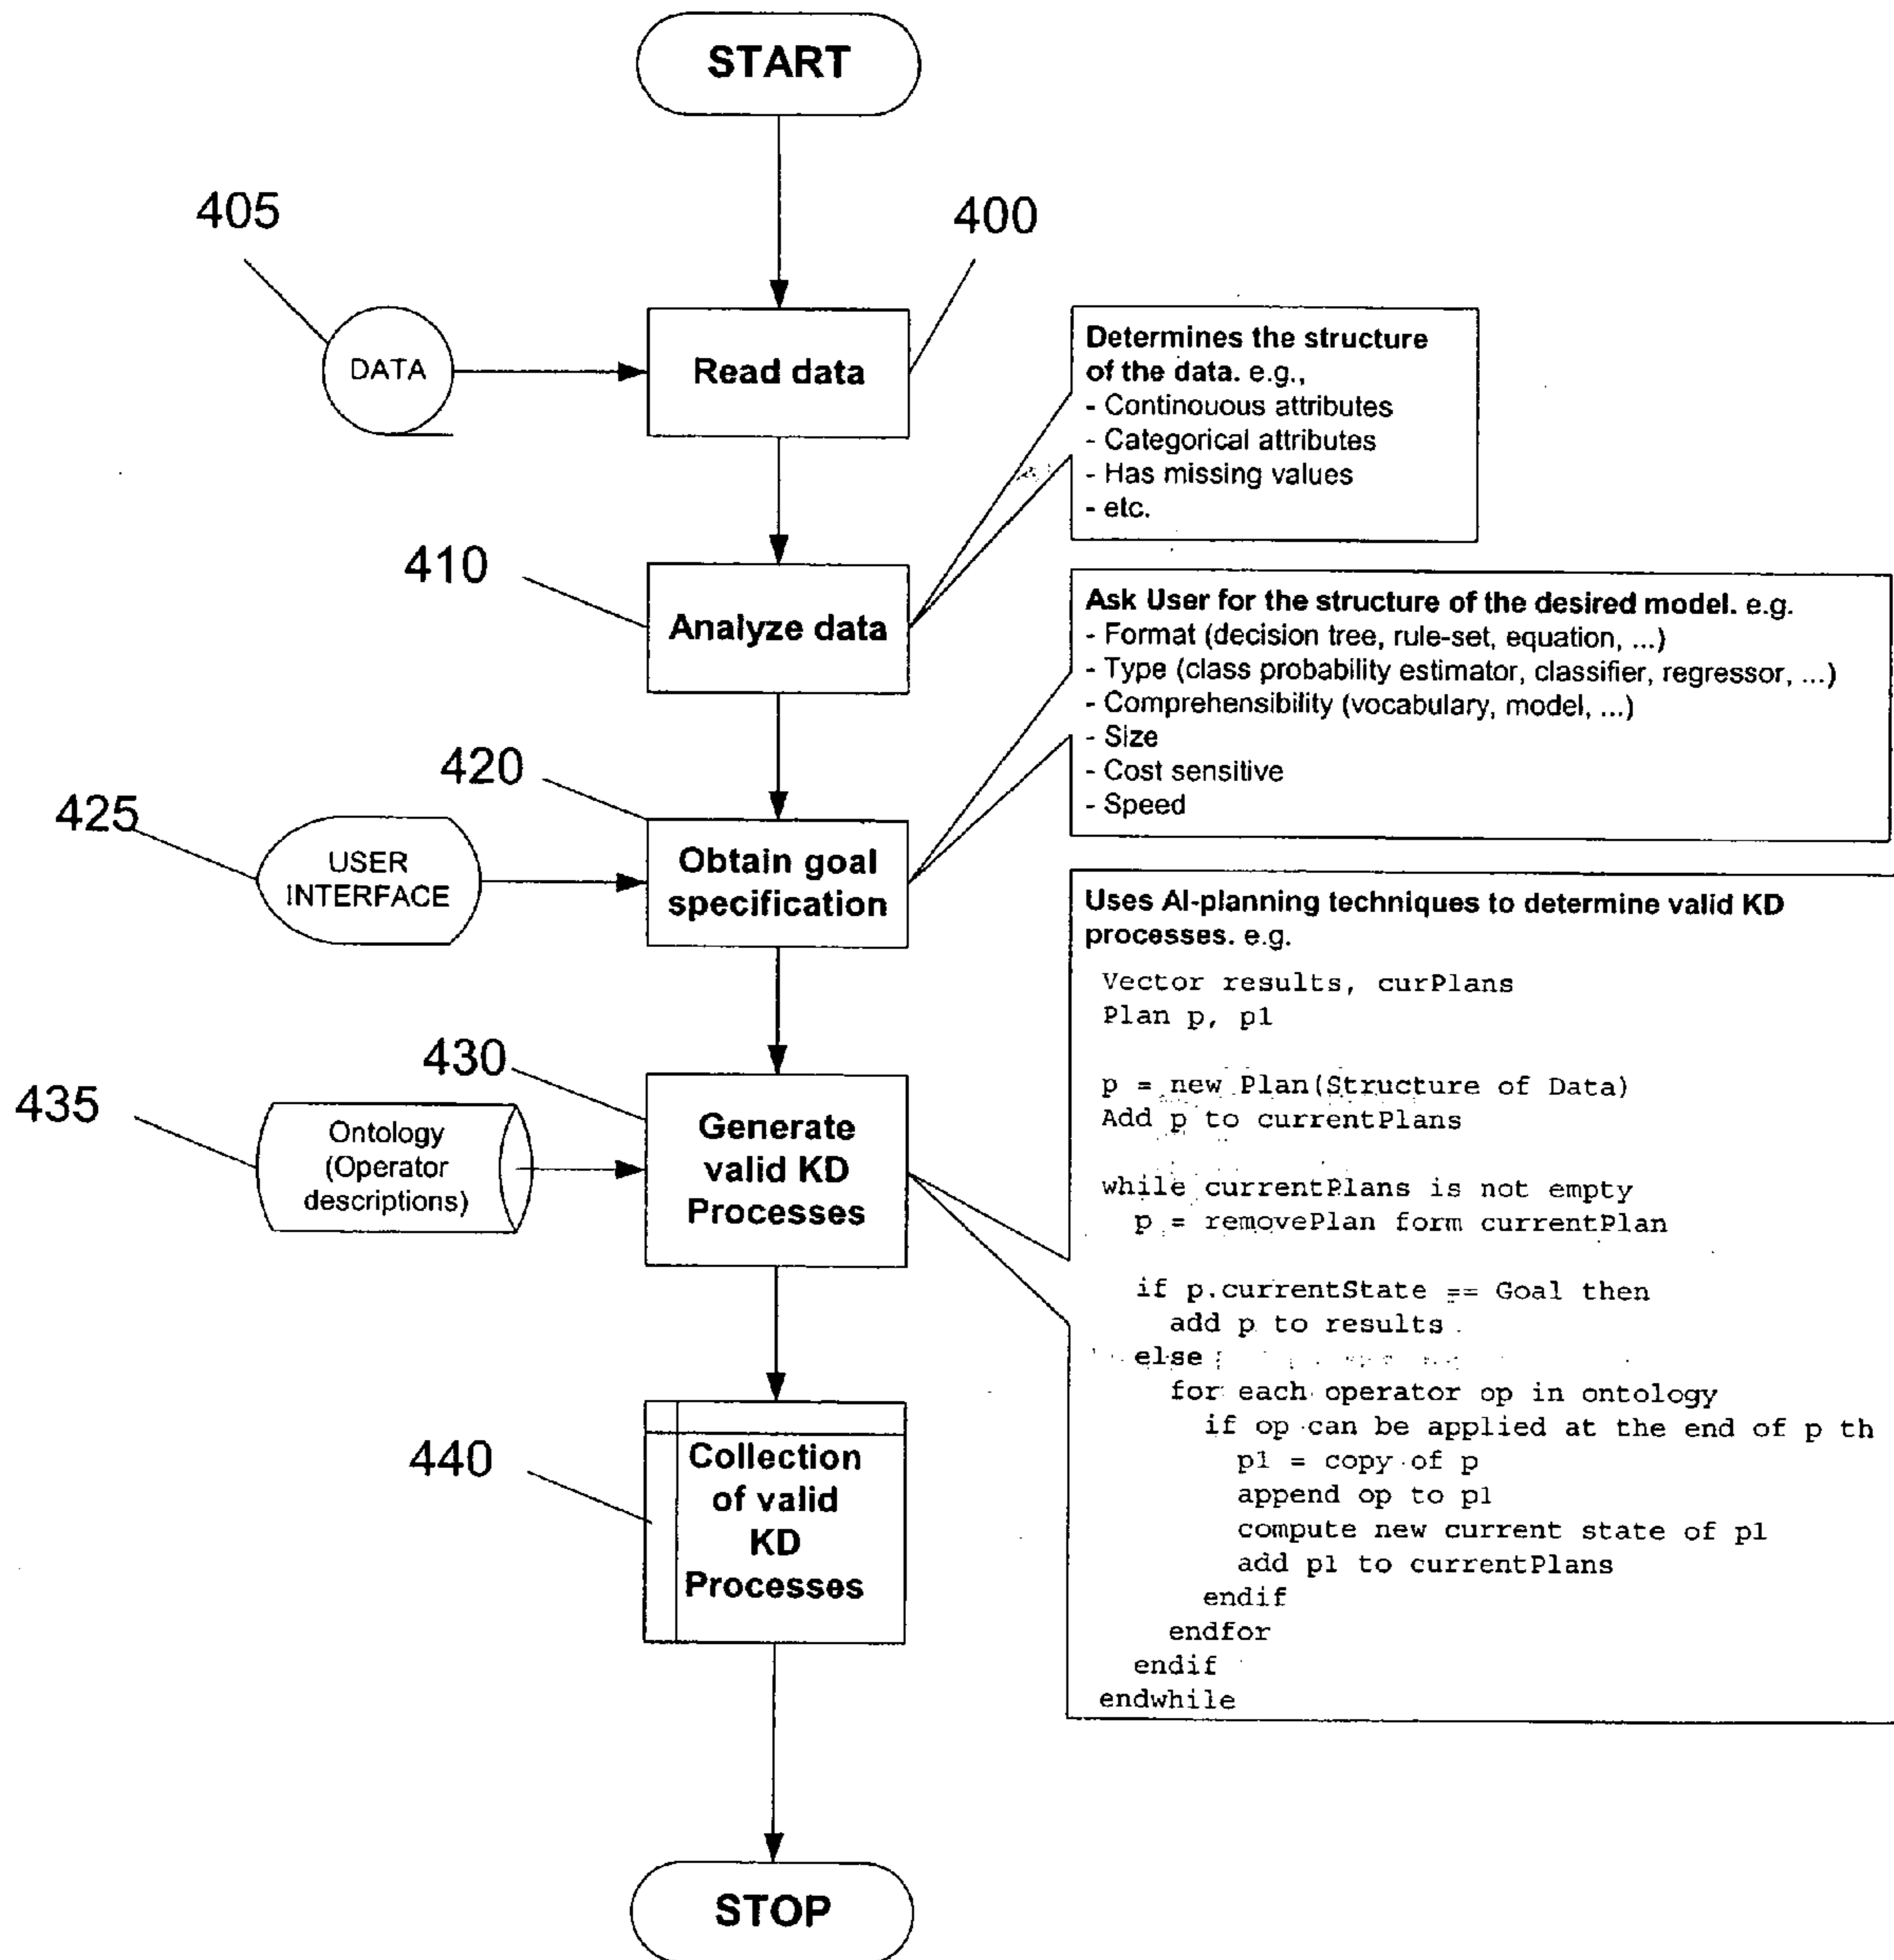 START
405
400
DATA
Read data
Determines the structure
of the data. e.g.,
- Continouous attributes
- Categorical attributes
- Has missing values
- etc.
410
Analyze data
Ask User for the structure of the desired model. e.g.
- Format (decision tree, rule-set, equation, ...)
- Type (class probability estimator, classifier, regressor, ...)
- Comprehensibility (vocabulary, model, ...)
- Size
- Cost sensitive
- Speed
420
425
USER
INTERFACE
Obtain goal
specification
Uses AI-planning techniques to determine valid KD
processes. e.g.
Vector results, curPlans
Plan p, p1
p = new Plan(Structure of Data)
Add p to currentPlans
while currentPlans is not empty
p = removePlan form currentPlan
if p.currentState == Goal then
add p to results
else
for each operator op in ontology
if op can be applied at the end of p th
p1 = copy of p
append op to p1
compute new current state of p1
add p1 to currentPlans
endif
endfor
endif
endwhile
430
435
Ontology
(Operator
descriptions)
Generate
valid KD
Processes
440
Collection
of valid
KD
Processes
STOP